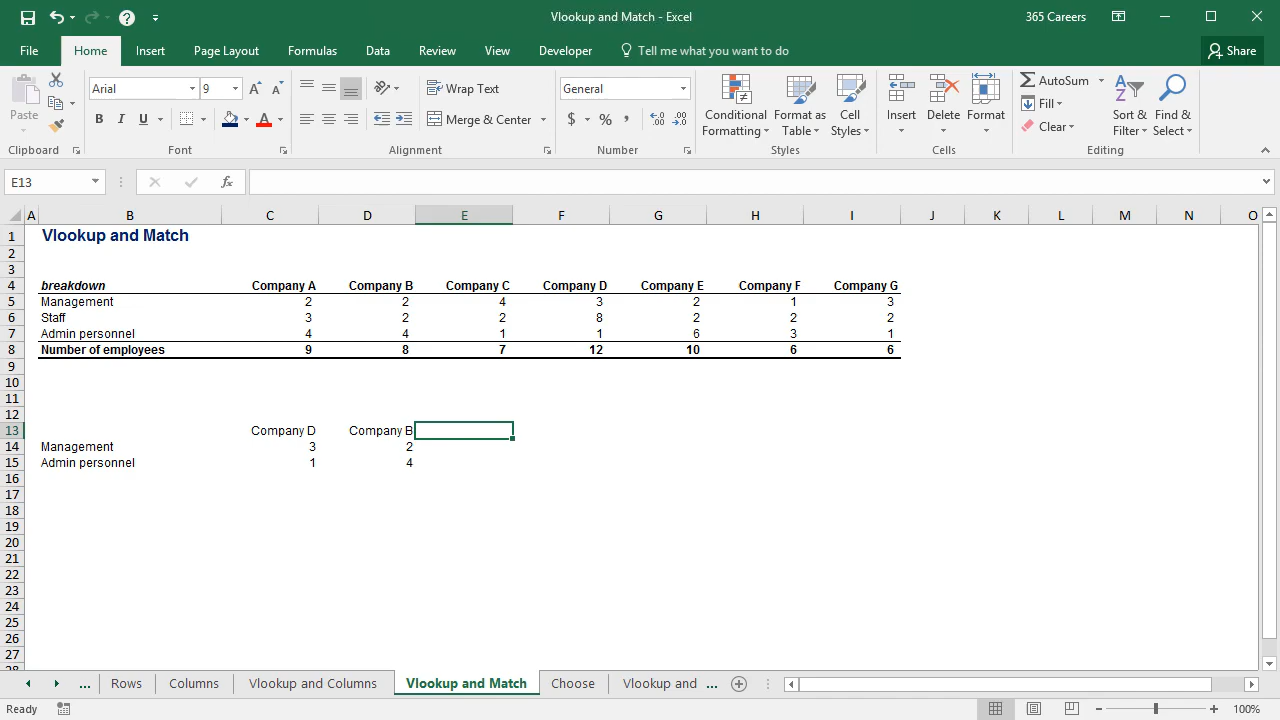 Vlookup and Match - Excel
365 Careers
File Home Insert Page Layout Formulas Data Review View Developer Tell me what you want to do Share
Paste
Arial 9
B I U A
Wrap Text
Merge & Center
General
$ % ,
Conditional Formatting
Format as Table
Cell Styles
Insert Delete Format
AutoSum
Fill
Clear
Sort & Filter
Find & Select
Clipboard Font Alignment Number Styles Cells Editing
E13 fx
A B C D E F G H I J K L M N O
1 Vlookup and Match
2
3
4 breakdown Company A Company B Company C Company D Company E Company F Company G
5 Management 2 2 4 3 2 1 3
6 Staff 3 2 2 8 2 2 2
7 Admin personnel 4 4 1 1 6 3 1
8 Number of employees 9 8 7 12 10 6 6
9
10
11
12
13 Company D Company B
14 Management 3 2
15 Admin personnel 1 4
16
17
18
19
20
21
22
23
24
25
26
27
28
... Rows Columns Vlookup and Columns Vlookup and Match Choose Vlookup and ...
Ready 100%